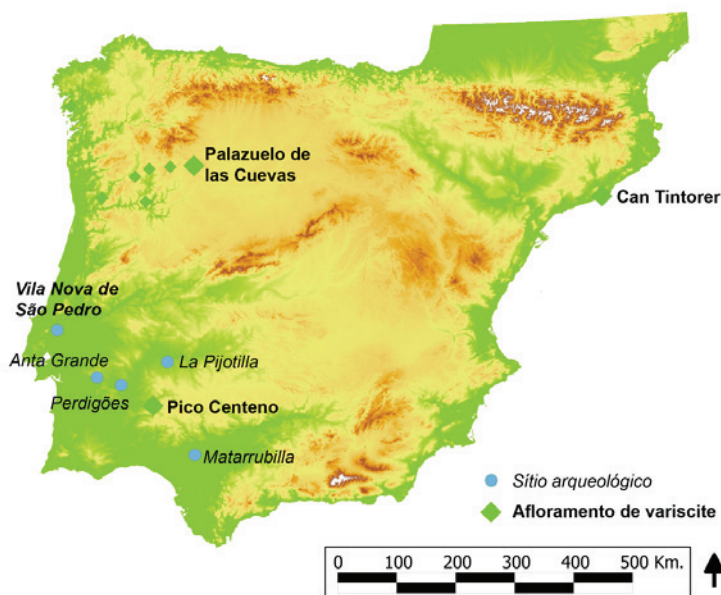 Palazuelo de
las Cuevas
Can Tintorer
Vila Nova de
São Pedro
Anta Grande
La Pijotilla
Perdigões
Pico Centeno
Matarrubilla
Sítio arqueológico
Afloramento de variscite
0 100 200 300 400 500 Km.